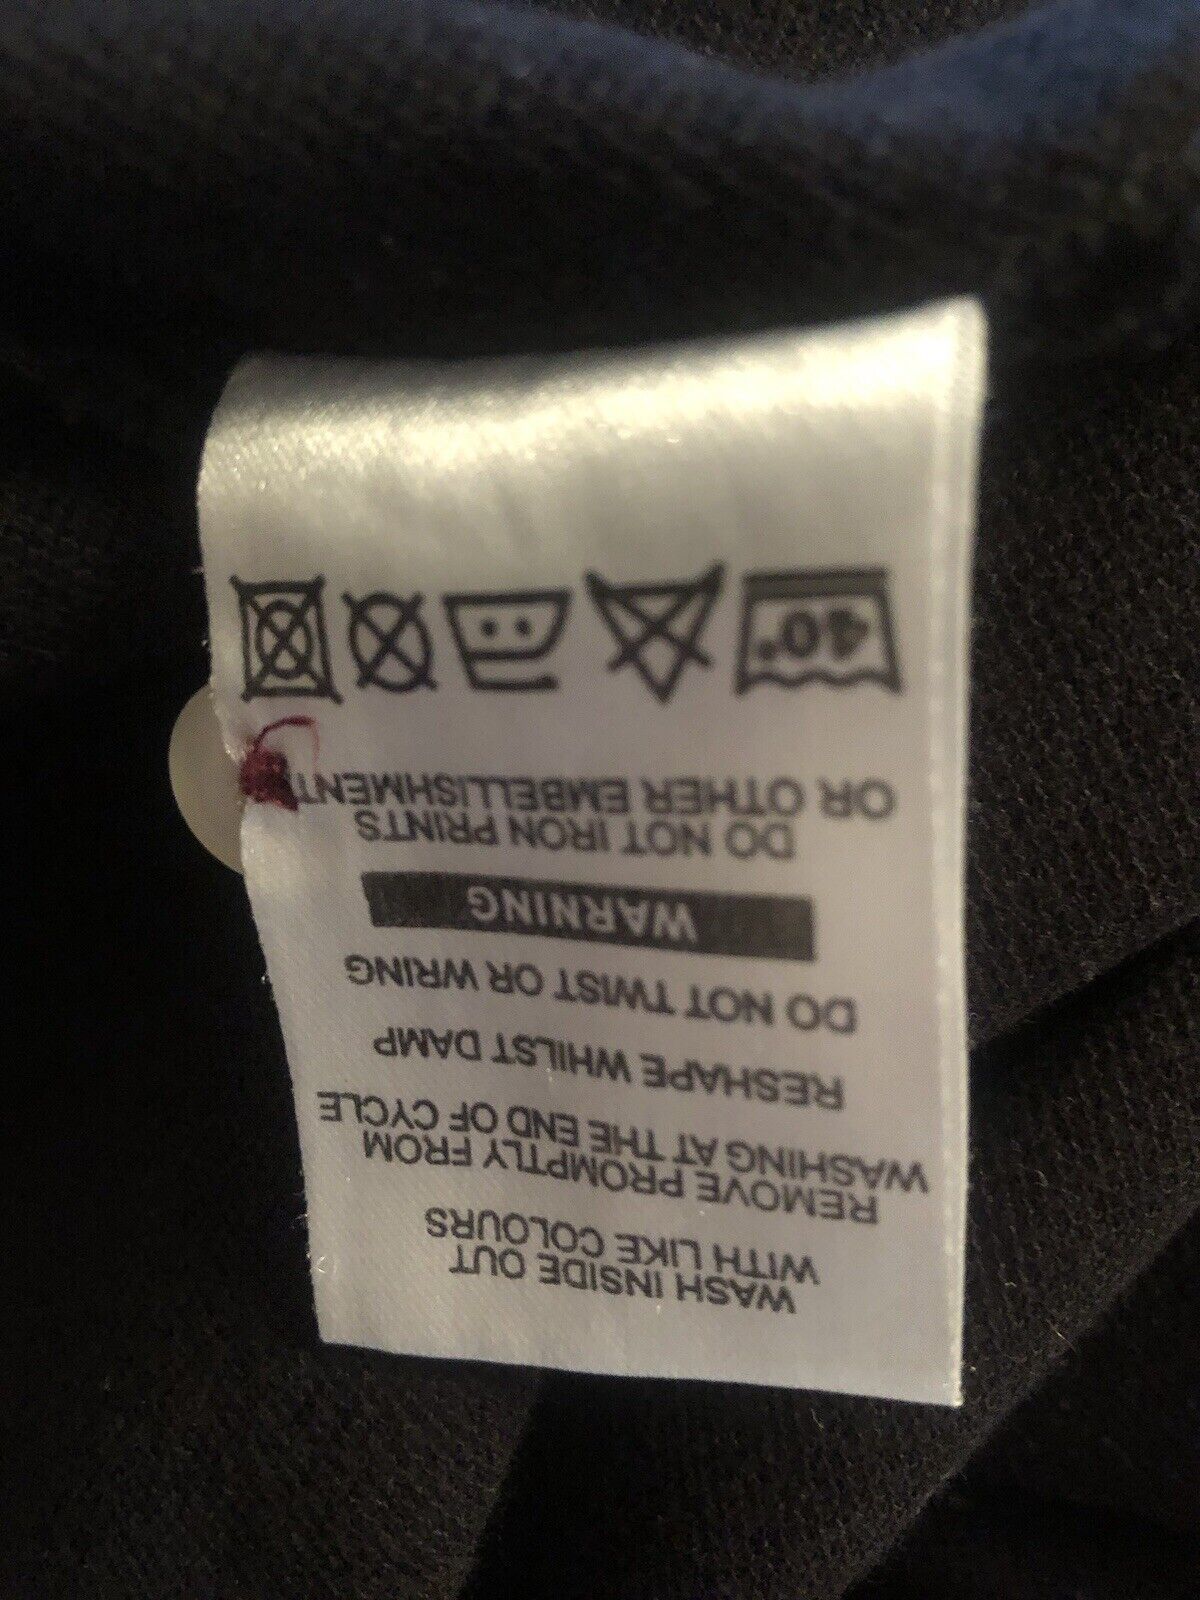 WASH INSIDE OUT
WITH LIKE COLOURS
REMOVE PROMPTLY FROM
WASHING AT THE END OF CYCLE
RESHAPE WHILST DAMP
DO NOT TWIST OR WRING
WARNING
DO NOT IRON PRINTS
OR OTHER EMBELLISHMENT
40°